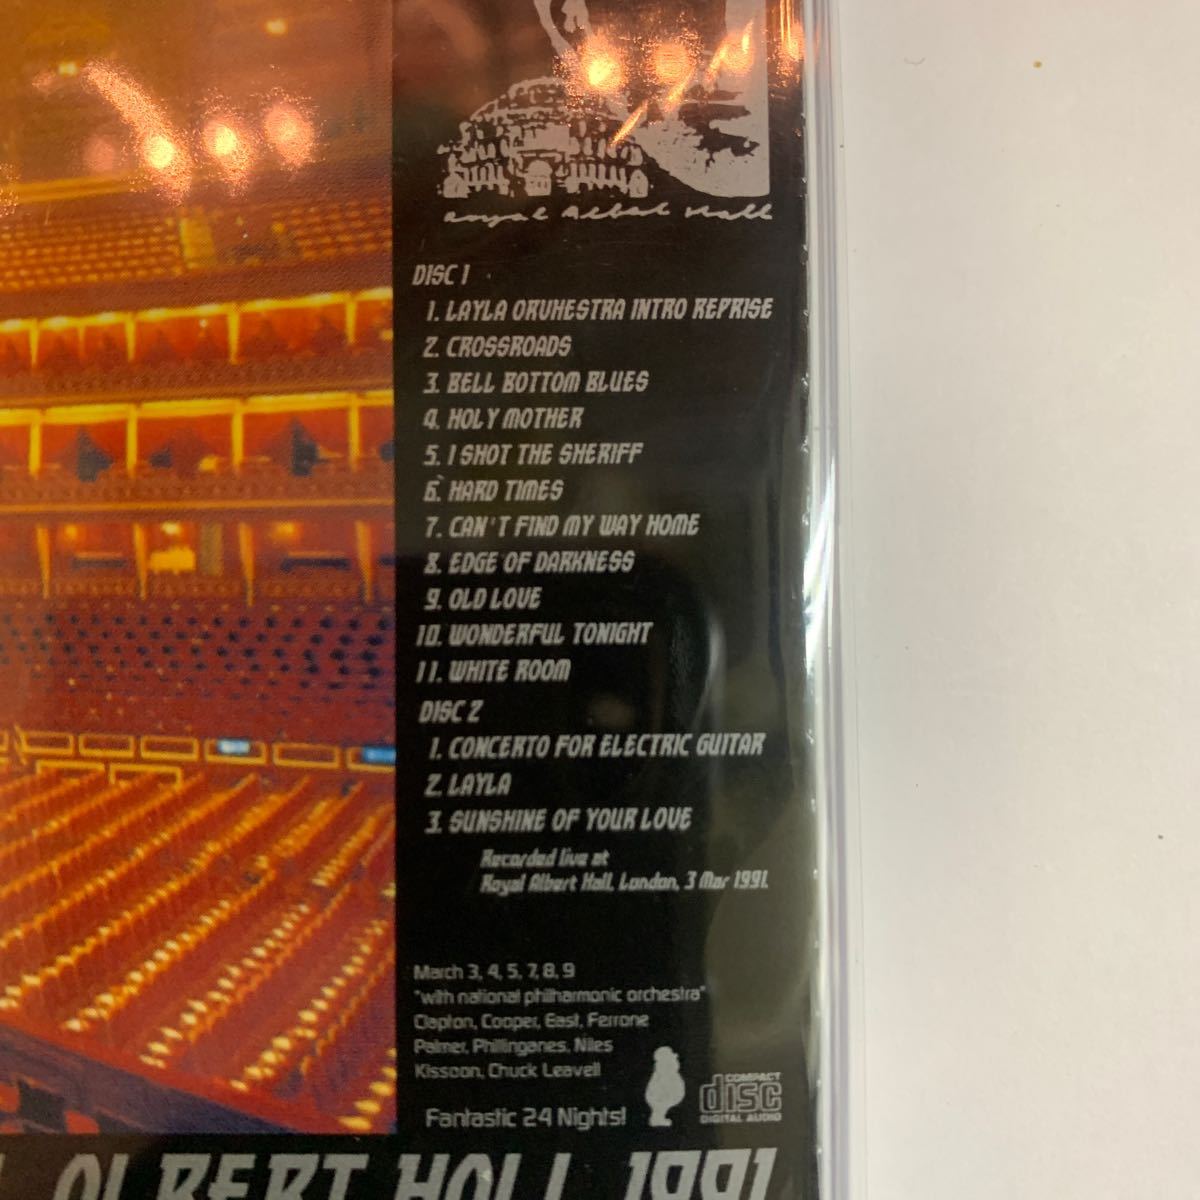 Royal Albert Hall
DISC 1
1. LAYLA ORUHESTRA INTRO REPRISE
2. CROSSROADS
3. BELL BOTTOM BLUES
4. HOLY MOTHER
5. I SHOT THE SHERIFF
6. HARD TIMES
7. CAN'T FIND MY WAY HOME
8. EDGE OF DARKNESS
9. OLD LOVE
10. WONDERFUL TONIGHT
11. WHITE ROOM
DISC 2
1. CONCERTO FOR ELECTRIC GUITAR
2. LAYLA
3. SUNSHINE OF YOUR LOVE
Recorded live at
Royal Albert Hall, London, 3 Mar 1991.
March 3, 4, 5, 7, 8, 9
"with national philharmonic orchestra"
Clapton, Cooper, East, Ferrone
Palmer, Phillinganes, Niles
Kissoon, Chuck Leavell
Fantastic 24 Nights!
COMPACT
disc
DIGITAL AUDIO
ALBERT HALL 1991